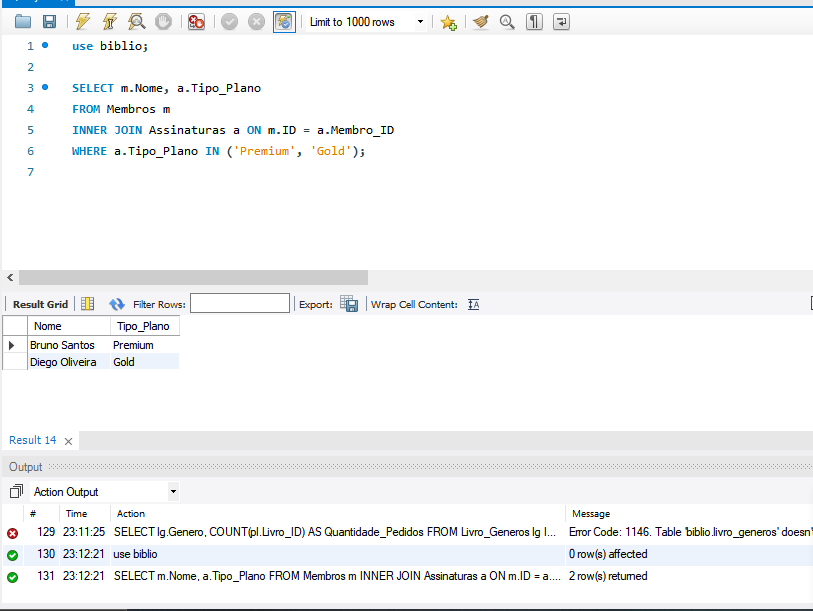 Limit to 1000 rows
1 use biblio;
2
3 SELECT m.Nome, a.Tipo_Plano
4 FROM Membros m
5 INNER JOIN Assinaturas a ON m.ID = a.Membro_ID
6 WHERE a.Tipo_Plano IN ('Premium', 'Gold');
7
Result Grid Filter Rows: Export: Wrap Cell Content: IA
Nome Tipo_Plano
Bruno Santos Premium
Diego Oliveira Gold
Result 14
Output
Action Output
# Time Action Message
129 23:11:25 SELECT lg.Genero, COUNT(pl.Livro_ID) AS Quantidade_Pedidos FROM Livro_Generos lg I... Error Code: 1146. Table 'biblio.livro_generos' doesn'
130 23:12:21 use biblio 0 row(s) affected
131 23:12:21 SELECT m.Nome, a.Tipo_Plano FROM Membros m INNER JOIN Assinaturas a ON m.ID = a.... 2 row(s) returned